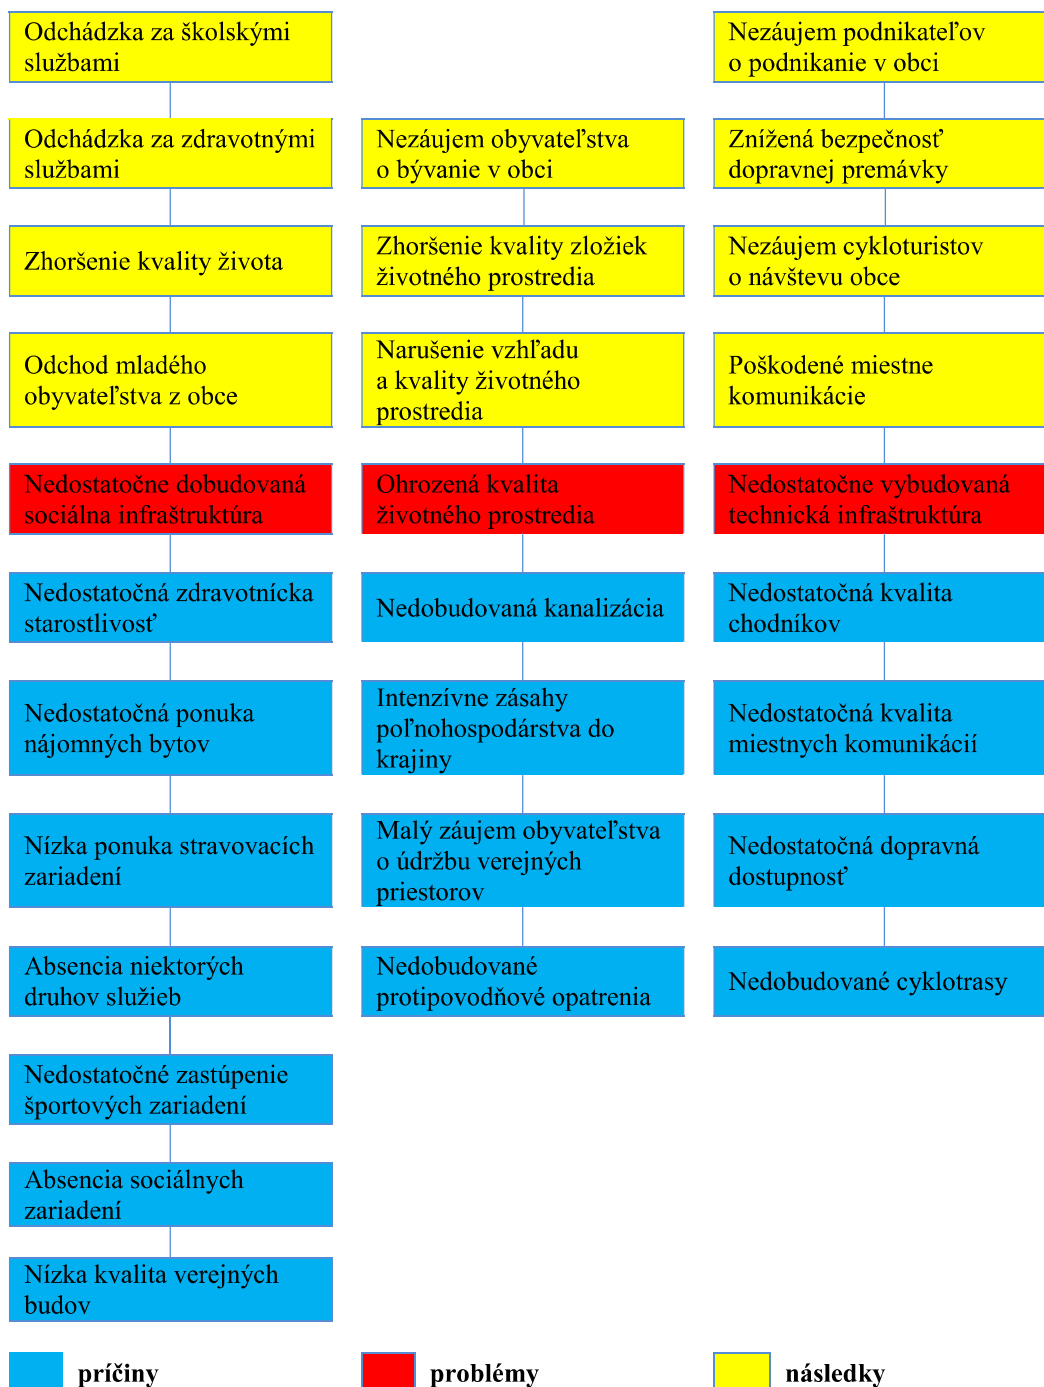 Odchádzka za školskými
službami
Odchádzka za zdravotnými
službami
Zhoršenie kvality života
Odchod mladého
obyvateľstva z obce
Nedostatočne dobudovaná
sociálna infraštruktúra
Nedostatočná zdravotnícka
starostlivosť
Nedostatočná ponuka
nájomných bytov
Nízka ponuka stravovacích
zariadení
Absencia niektorých
druhov služieb
Nedostatočné zastúpenie
športových zariadení
Absencia sociálnych
zariadení
Nízka kvalita verejných
budov
Nezáujem obyvateľstva
o bývanie v obci
Zhoršenie kvality zložiek
životného prostredia
Narušenie vzhľadu
a kvality životného
prostredia
Ohrozená kvalita
životného prostredia
Nedobudovaná kanalizácia
Intenzívne zásahy
poľnohospodárstva do
krajiny
Malý záujem obyvateľstva
o údržbu verejných
priestorov
Nedobudované
protipovodňové opatrenia
Nezáujem podnikateľov
o podnikanie v obci
Znížená bezpečnosť
dopravnej premávky
Nezáujem cykloturistov
o návštevu obce
Poškodené miestne
komunikácie
Nedostatočne vybudovaná
technická infraštruktúra
Nedostatočná kvalita
chodníkov
Nedostatočná kvalita
miestnych komunikácií
Nedostatočná dopravná
dostupnosť
Nedobudované cyklotrasy
príčiny
problémy
následky